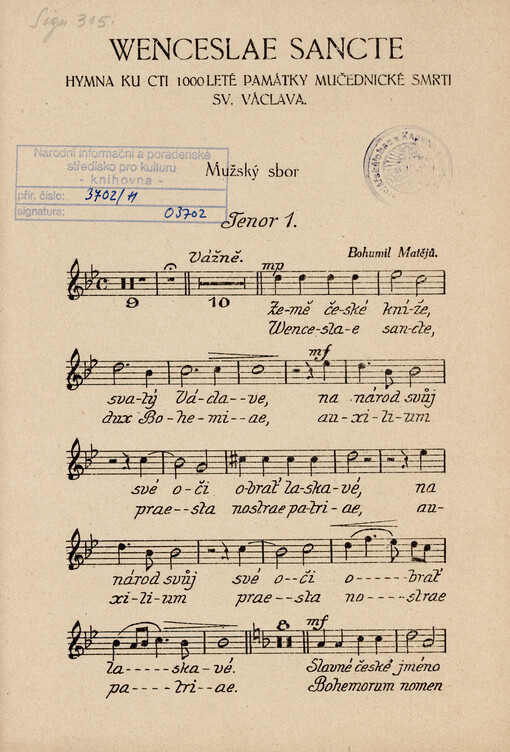 Sign 315.
WENCESLAE SANCTE
HYMNA KU CTI 1000LETÉ PAMÁTKY MUČEDNICKÉ SMRTI
SV. VÁCLAVA.
Národní informační a poradenské
středisko pro kulturu
- knihovna -
přír. číslo: 3702/H
signatura: 03702
Mužský sbor
Tenor 1.
Vážně.
Bohumil Matějů.
mp
9 10
Ze-mě če-ské kní-že,
Wence-sla-e san-cte,
mf
sva-tý Vá-cla--ve, na národ svůj
dux Bo-he-mi-ae, au-xi-li-um
své o-či obrať la-ska-vé, na
prae--sta nostrae pa-tri-ae, au-
národ svůj své o--či o-----brať
xi-li-um prae--sta no----strae
8 mf
la----ska-vé. Slavné české jméno
pa---tri--ae. Bohemorum nomen